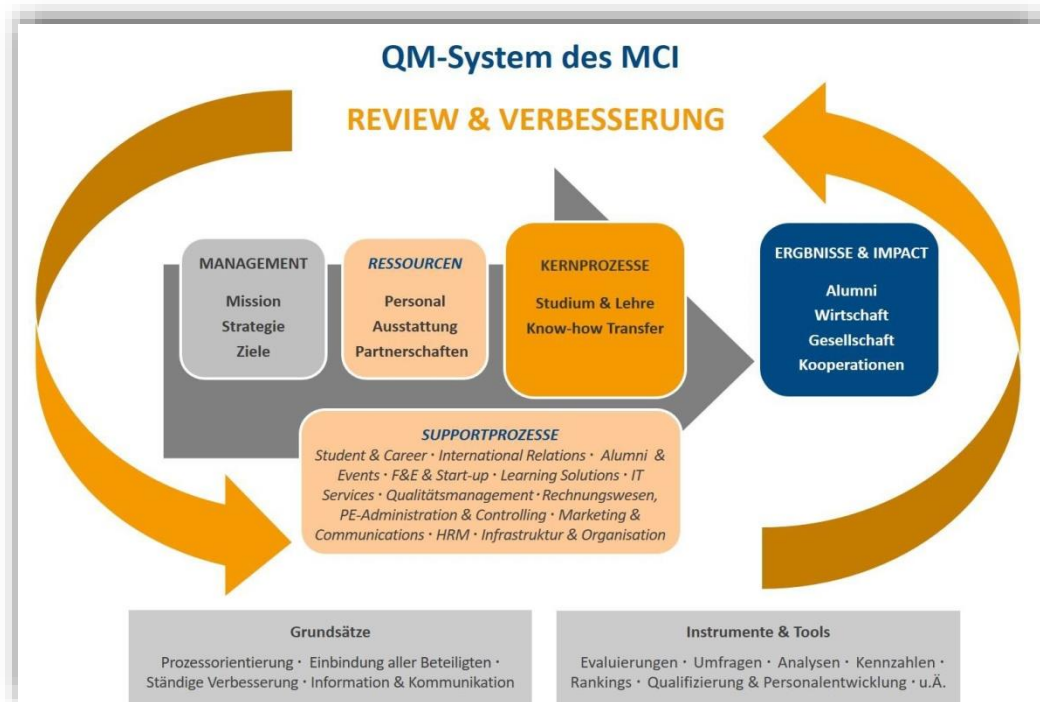 QM-System des MCI
REVIEW & VERBESSERUNG
MANAGEMENT
Mission
Strategie
Ziele
RESSOURCEN
Personal
Ausstattung
Partnerschaften
KERNPROZESSE
Studium & Lehre
Know-how Transfer
ERGBNISSE & IMPACT
Alumni
Wirtschaft
Gesellschaft
Kooperationen
SUPPORTPROZESSE
Student & Career · International Relations · Alumni &
Events · F&E & Start-up · Learning Solutions · IT
Services · Qualitätsmanagement · Rechnungswesen,
PE-Administration & Controlling · Marketing &
Communications · HRM · Infrastruktur & Organisation
Grundsätze
Prozessorientierung · Einbindung aller Beteiligten ·
Ständige Verbesserung · Information & Kommunikation
Instrumente & Tools
Evaluierungen · Umfragen · Analysen · Kennzahlen ·
Rankings · Qualifizierung & Personalentwicklung · u.Ä.